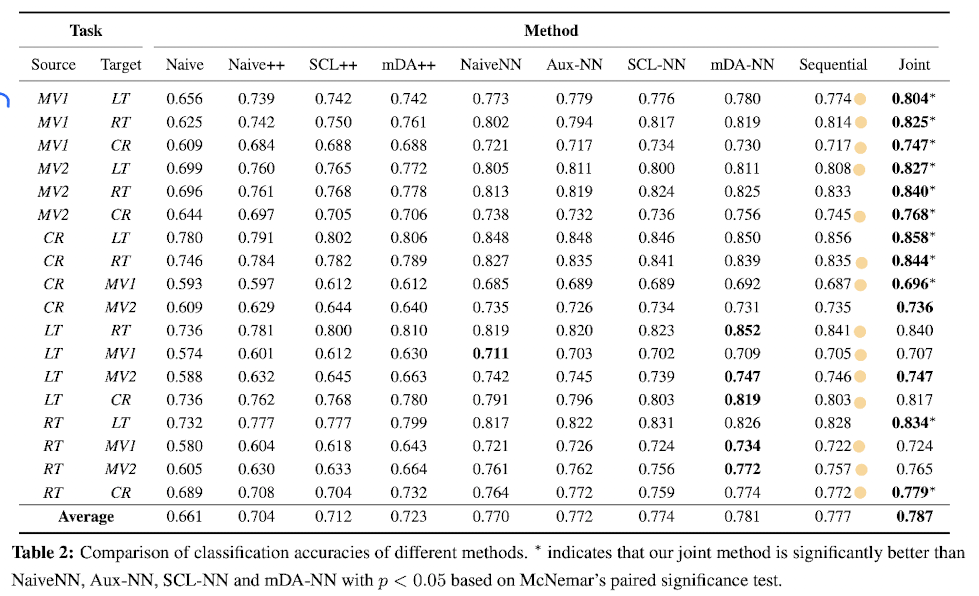 Task Method
Source Target Naive Naive++ SCL++ mDA++ NaiveNN Aux-NN SCL-NN mDA-NN Sequential Joint
MV1 LT 0.656 0.739 0.742 0.742 0.773 0.779 0.776 0.780 0.774 0.804*
MV1 RT 0.625 0.742 0.750 0.761 0.802 0.794 0.817 0.819 0.814 0.825*
MV1 CR 0.609 0.684 0.688 0.688 0.721 0.717 0.734 0.730 0.717 0.747*
MV2 LT 0.699 0.760 0.765 0.772 0.805 0.811 0.800 0.811 0.808 0.827*
MV2 RT 0.696 0.761 0.768 0.778 0.813 0.819 0.824 0.825 0.833 0.840*
MV2 CR 0.644 0.697 0.705 0.706 0.738 0.732 0.736 0.756 0.745 0.768*
CR LT 0.780 0.791 0.802 0.806 0.848 0.848 0.846 0.850 0.856 0.858*
CR RT 0.746 0.784 0.782 0.789 0.827 0.835 0.841 0.839 0.835 0.844*
CR MV1 0.593 0.597 0.612 0.612 0.685 0.689 0.689 0.692 0.687 0.696*
CR MV2 0.609 0.629 0.644 0.640 0.735 0.726 0.734 0.731 0.735 0.736
LT RT 0.736 0.781 0.800 0.810 0.819 0.820 0.823 0.852 0.841 0.840
LT MV1 0.574 0.601 0.612 0.630 0.711 0.703 0.702 0.709 0.705 0.707
LT MV2 0.588 0.632 0.645 0.663 0.742 0.745 0.739 0.747 0.746 0.747
LT CR 0.736 0.762 0.768 0.780 0.791 0.796 0.803 0.819 0.803 0.817
RT LT 0.732 0.777 0.777 0.799 0.817 0.822 0.831 0.826 0.828 0.834*
RT MV1 0.580 0.604 0.618 0.643 0.721 0.726 0.724 0.734 0.722 0.724
RT MV2 0.605 0.630 0.633 0.664 0.761 0.762 0.756 0.772 0.757 0.765
RT CR 0.689 0.708 0.704 0.732 0.764 0.772 0.759 0.774 0.772 0.779*
Average 0.661 0.704 0.712 0.723 0.770 0.772 0.774 0.781 0.777 0.787
Table 2: Comparison of classification accuracies of different methods. * indicates that our joint method is significantly better than
NaiveNN, Aux-NN, SCL-NN and mDA-NN with p < 0.05 based on McNemar's paired significance test.